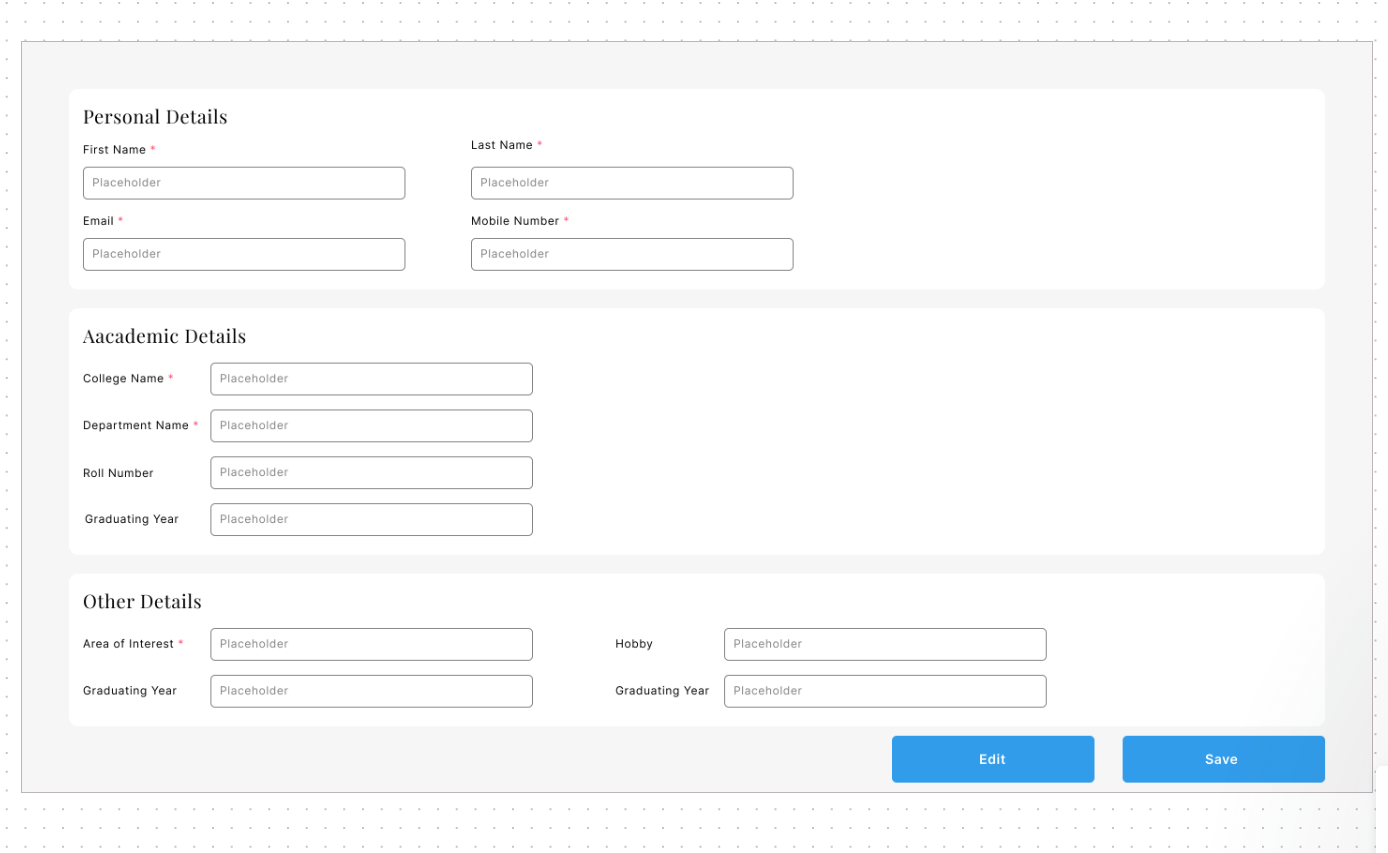 Personal Details
First Name * Last Name *
Placeholder Placeholder
Email * Mobile Number *
Placeholder Placeholder
Aacademic Details
College Name * Placeholder
Department Name * Placeholder
Roll Number Placeholder
Graduating Year Placeholder
Other Details
Area of Interest * Placeholder Hobby Placeholder
Graduating Year Placeholder Graduating Year Placeholder
Edit Save